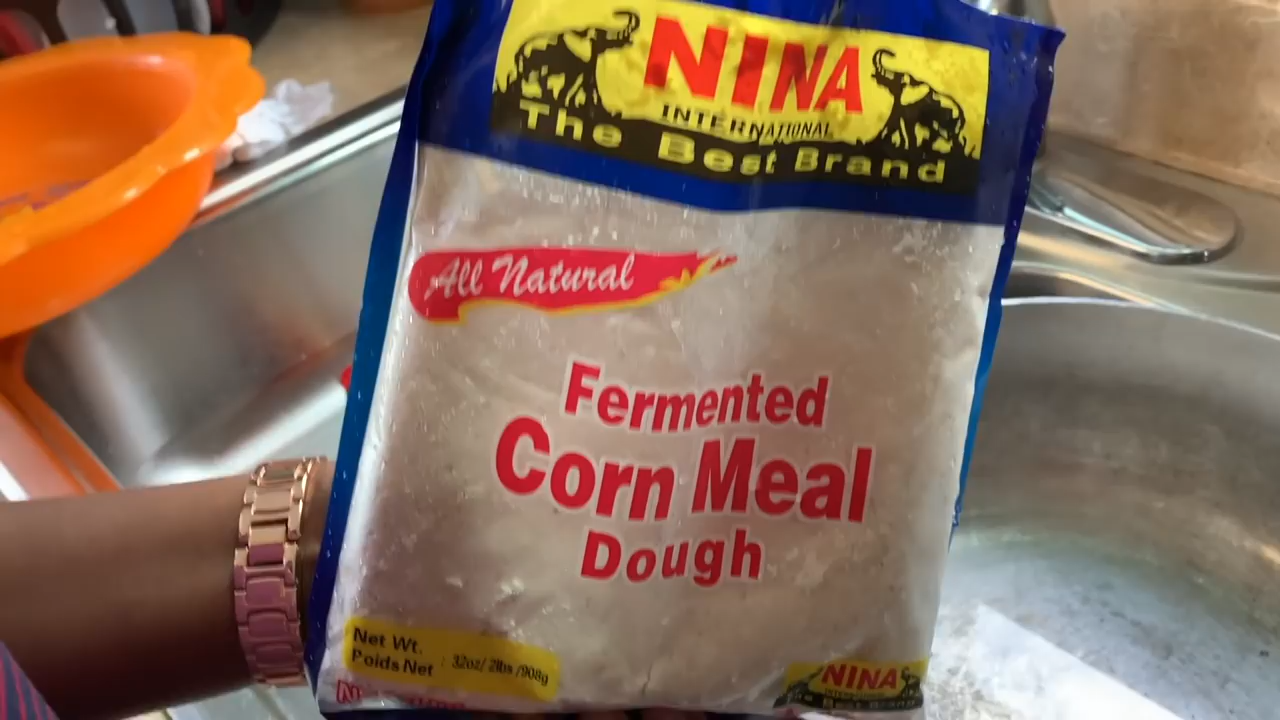 NINA
INTERNATIONAL
The Best Brand
All Natural
Fermented
Corn Meal
Dough
Net Wt.
Poids Net : 32oz/ 2lbs /908g
NINA
INTERNATIONAL
The Best Brand